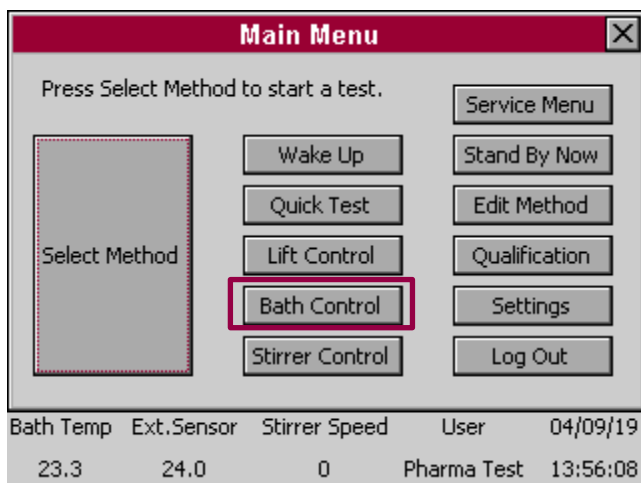 Main Menu
Press Select Method to start a test.
Select Method
Wake Up
Quick Test
Lift Control
Bath Control
Stirrer Control
Service Menu
Stand By Now
Edit Method
Qualification
Settings
Log Out
Bath Temp Ext.Sensor Stirrer Speed User 04/09/19
23.3 24.0 0 Pharma Test 13:56:08